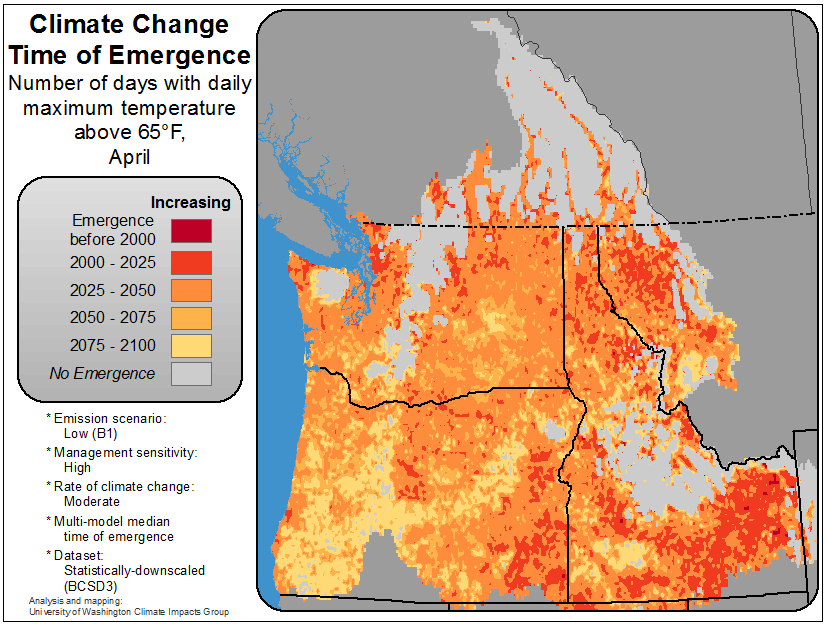 Climate Change
Time of Emergence
Number of days with daily
maximum temperature
above 65°F,
April
Increasing
Emergence
before 2000
2000 - 2025
2025 - 2050
2050 - 2075
2075 - 2100
No Emergence
* Emission scenario:
Low (B1)
* Management sensitivity:
High
* Rate of climate change:
Moderate
* Multi-model median
time of emergence
* Dataset:
Statistically-downscaled
(BCSD3)
Analysis and mapping:
University of Washington Climate Impacts Group